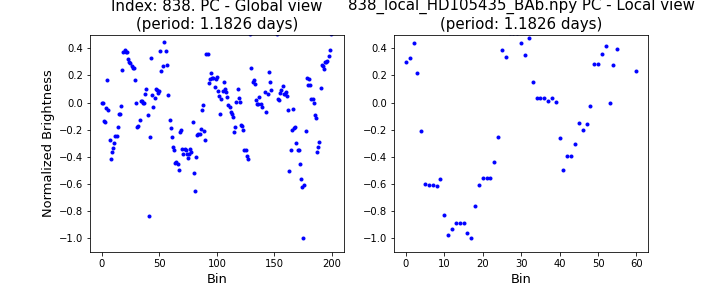 Index: 838. PC - Global view
(period: 1.1826 days)
838_local_HD105435_BAb.npy PC - Local view
(period: 1.1826 days)
Normalized Brightness
0.4
0.2
0.0
−0.2
−0.4
−0.6
−0.8
−1.0
0 50 100 150 200
Bin
0.4
0.2
0.0
−0.2
−0.4
−0.6
−0.8
−1.0
0 20 40 60
Bin